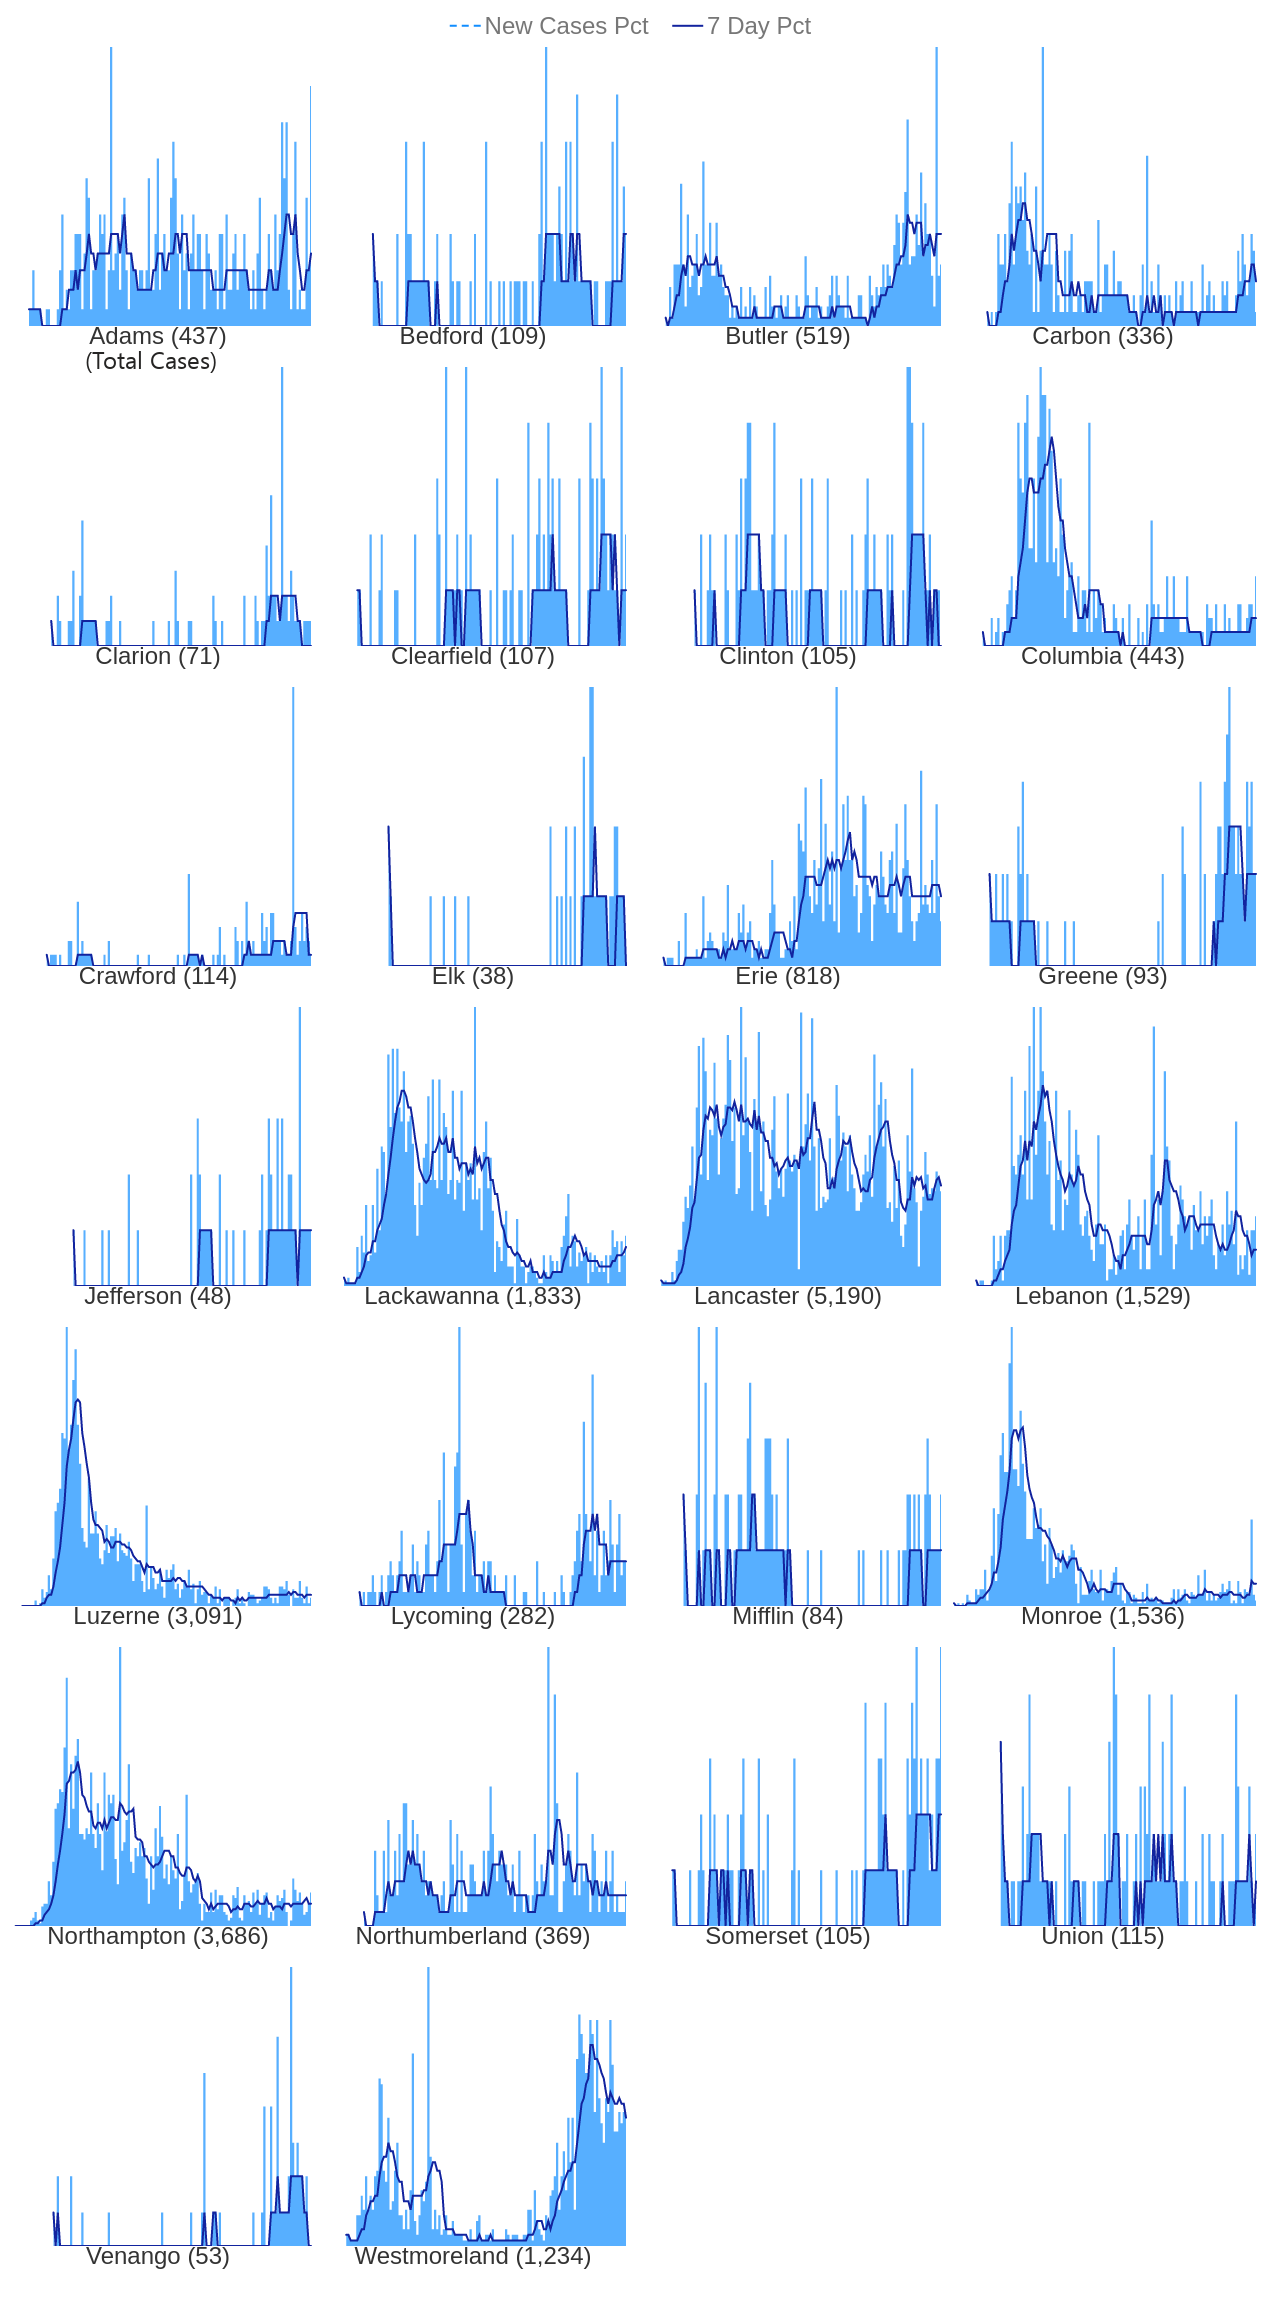 New Cases Pct 7 Day Pct
Adams (437) Bedford (109) Butler (519) Carbon (336)
(Total Cases)
Clarion (71) Clearfield (107) Clinton (105) Columbia (443)
Crawford (114) Elk (38) Erie (818) Greene (93)
Jefferson (48) Lackawanna (1,833) Lancaster (5,190) Lebanon (1,529)
Luzerne (3,091) Lycoming (282) Mifflin (84) Monroe (1,536)
Northampton (3,686) Northumberland (369) Somerset (105) Union (115)
Venango (53) Westmoreland (1,234)